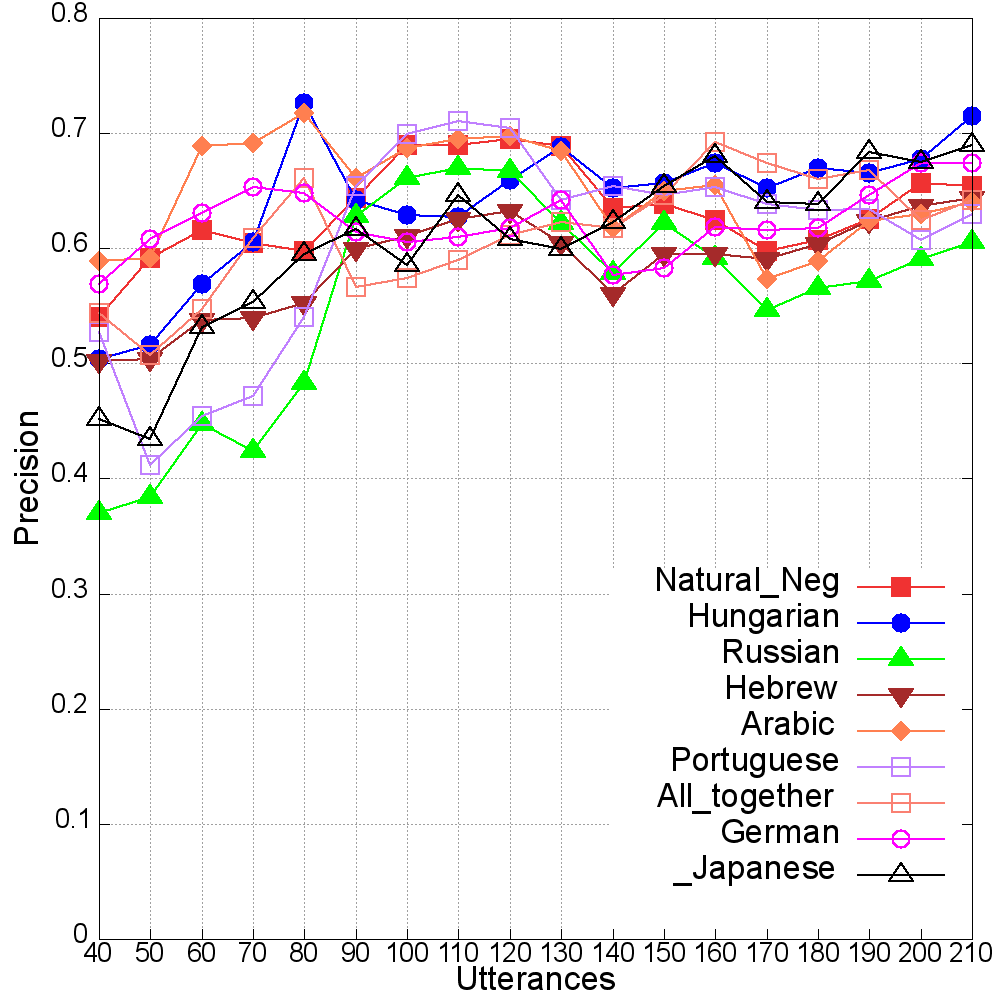 0.8
0.7
0.6
0.5
0.4
0.3
0.2
0.1
0
Precision
Natural_Neg
Hungarian
Russian
Hebrew
Arabic
Portuguese
All_together
German
_Japanese
40 50 60 70 80 90 100 110 120 130 140 150 160 170 180 190 200 210
Utterances